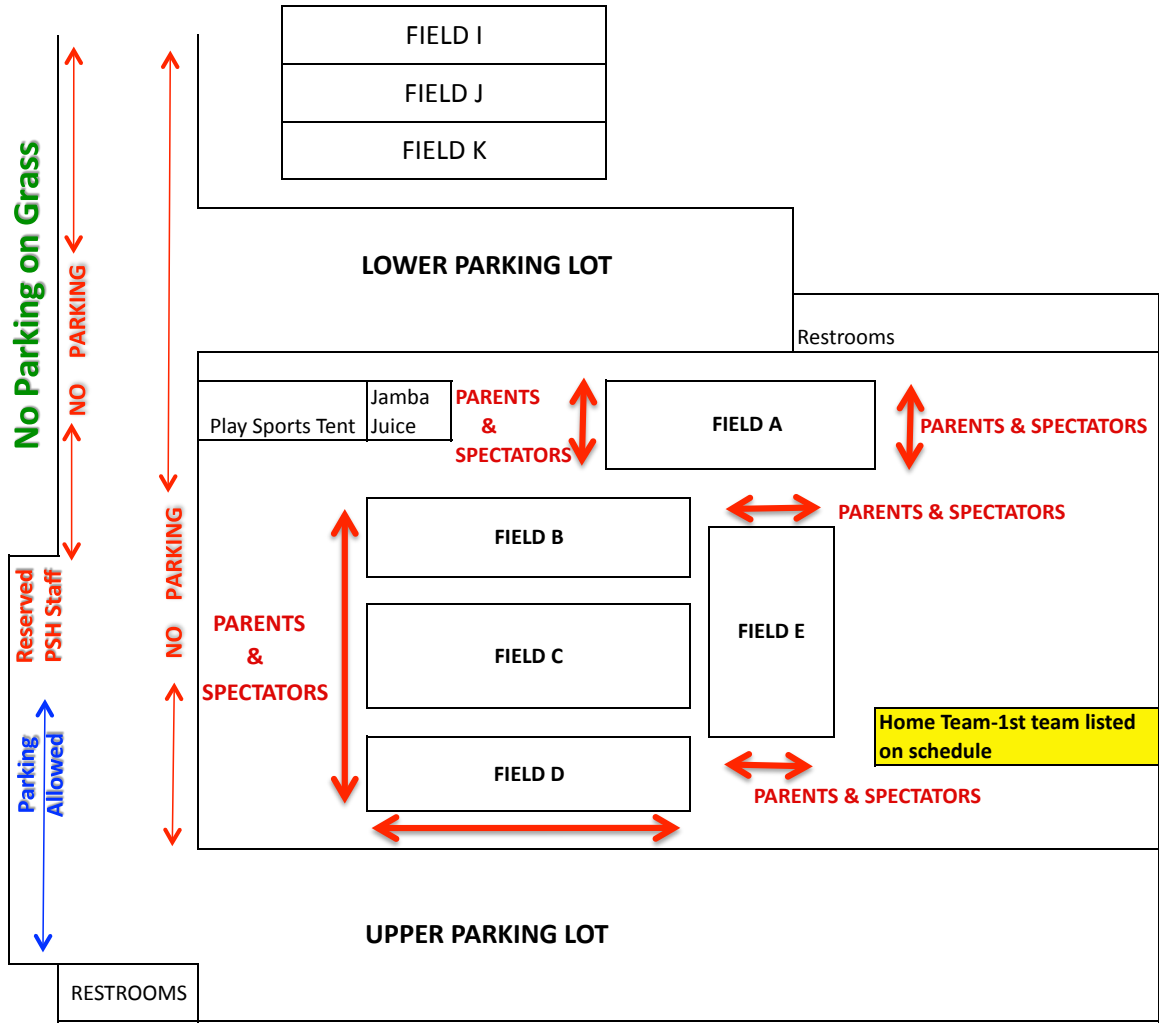 FIELD I
FIELD J
FIELD K
No Parking on Grass
NO PARKING
LOWER PARKING LOT
Restrooms
Play Sports Tent
Jamba
Juice
PARENTS
&
SPECTATORS
FIELD A
PARENTS & SPECTATORS
FIELD B
PARENTS & SPECTATORS
NO PARKING
Reserved
PSH Staff
PARENTS
&
SPECTATORS
FIELD C
FIELD E
Home Team-1st team listed
on schedule
Parking
Allowed
FIELD D
PARENTS & SPECTATORS
UPPER PARKING LOT
RESTROOMS